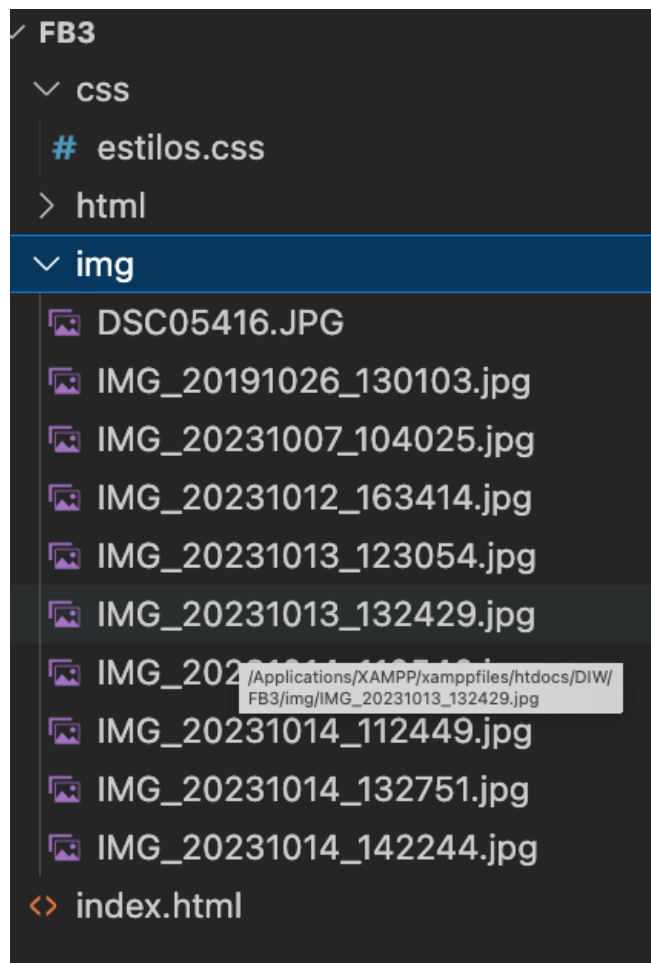 FB3
css
# estilos.css
html
img
DSC05416.JPG
IMG_20191026_130103.jpg
IMG_20231007_104025.jpg
IMG_20231012_163414.jpg
IMG_20231013_123054.jpg
IMG_20231013_132429.jpg
/Applications/XAMPP/xamppfiles/htdocs/DIW/
FB3/img/IMG_20231013_132429.jpg
IMG_20231014_112449.jpg
IMG_20231014_132751.jpg
IMG_20231014_142244.jpg
<> index.html